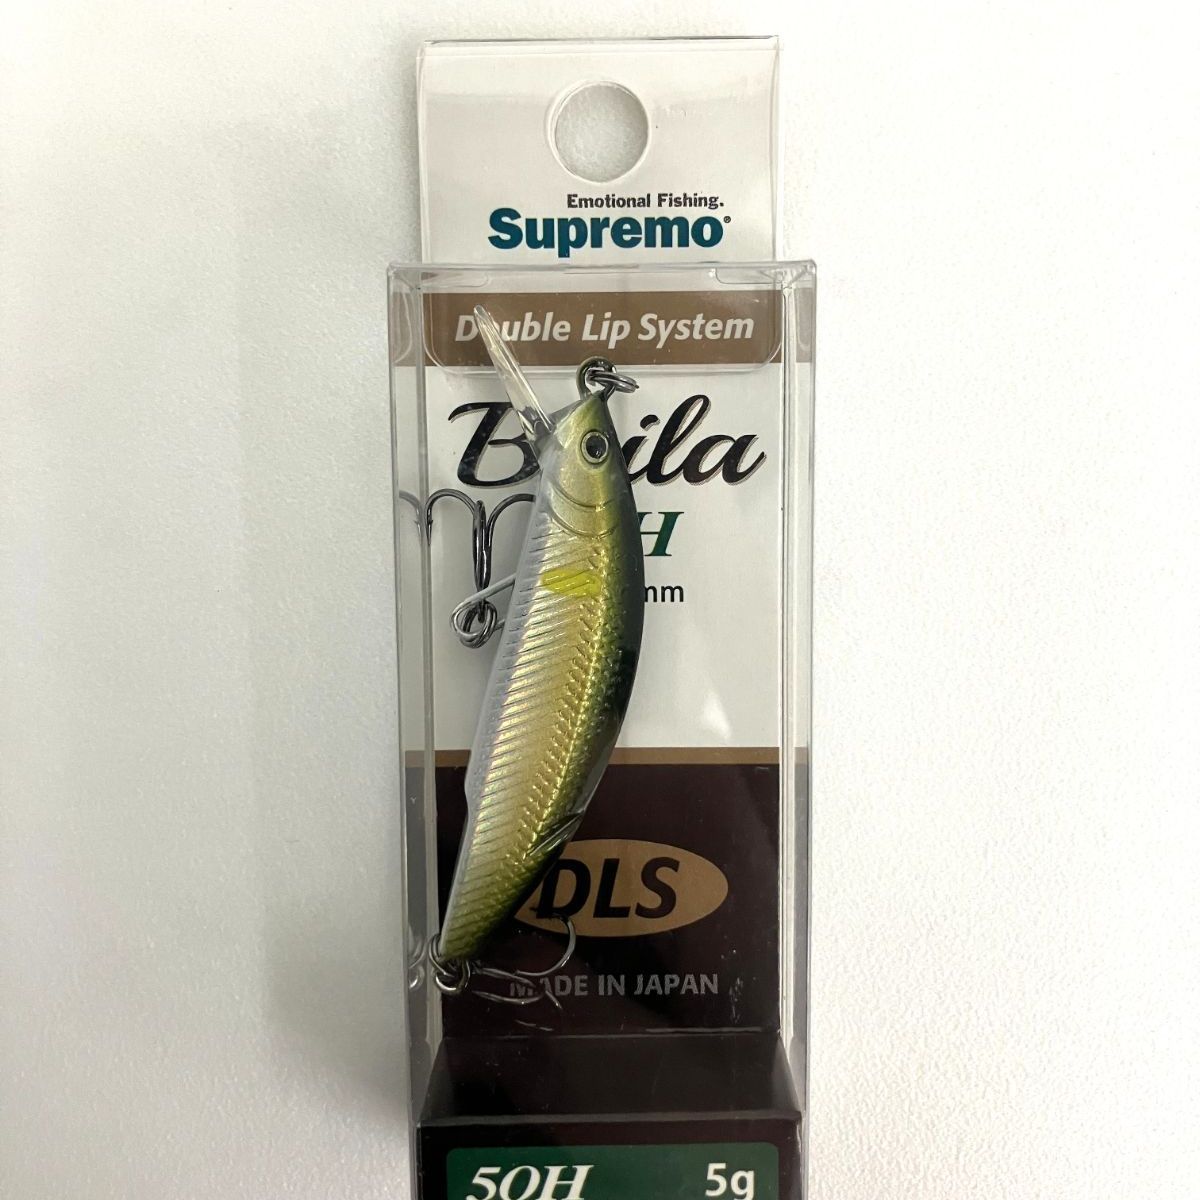 Emotional Fishing.
Supremo®
Double Lip System
H
mm
DLS
MADE IN JAPAN
50H 5g